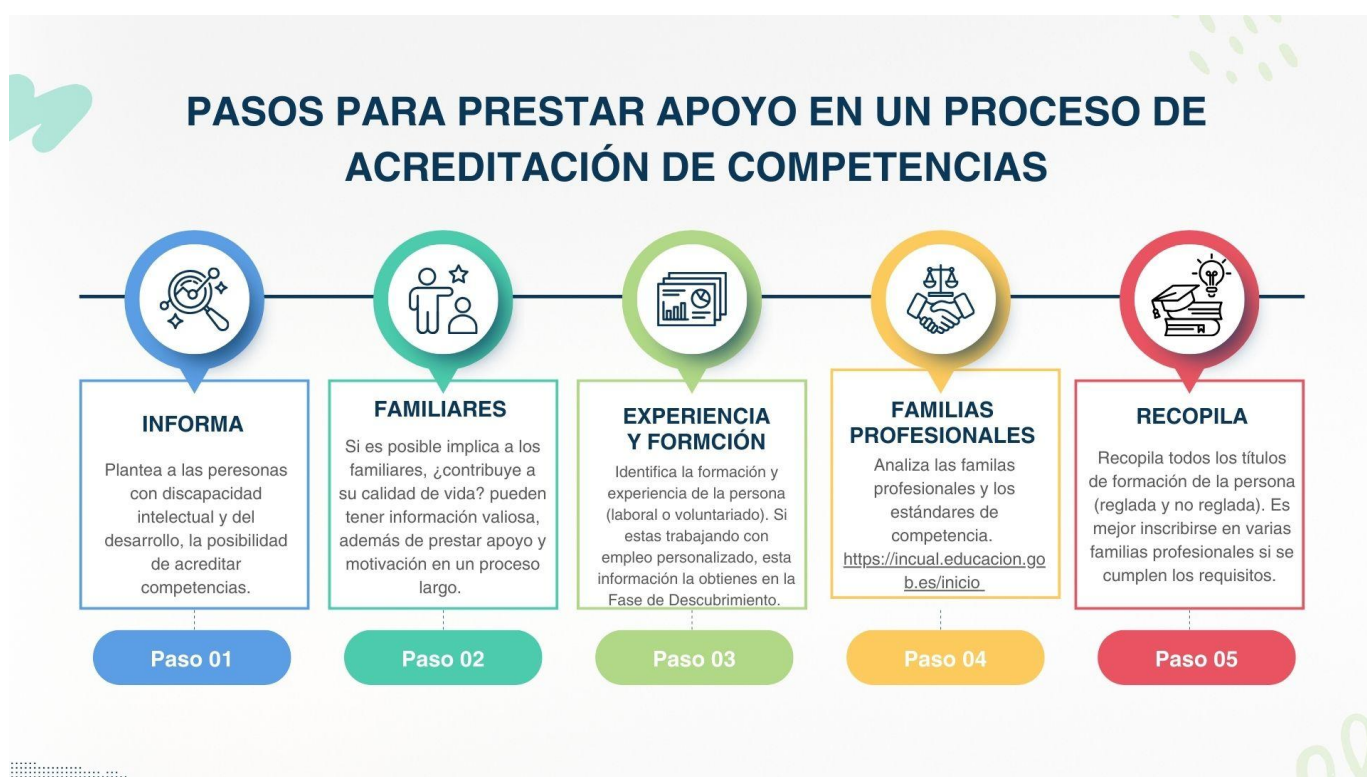 PASOS PARA PRESTAR APOYO EN UN PROCESO DE
ACREDITACIÓN DE COMPETENCIAS
INFORMA
Plantea a las peresonas
con discapacidad
intelectual y del
desarrollo, la posibilidad
de acreditar
competencias.
Paso 01
FAMILIARES
Si es posible implica a los
familiares, ¿contribuye a
su calidad de vida? pueden
tener información valiosa,
además de prestar apoyo y
motivación en un proceso
largo.
Paso 02
EXPERIENCIA
Y FORMCIÓN
Identifica la formación y
experiencia de la persona
(laboral o voluntariado). Si
estas trabajando con
empleo personalizado, esta
información la obtienes en la
Fase de Descubrimiento.
Paso 03
FAMILIAS
PROFESIONALES
Analiza las familas
profesionales y los
estándares de
competencia.
https://incual.educacion.go
b.es/inicio
Paso 04
RECOPILA
Recopila todos los títulos
de formación de la persona
(reglada y no reglada). Es
mejor inscribirse en varias
familias profesionales si se
cumplen los requisitos.
Paso 05